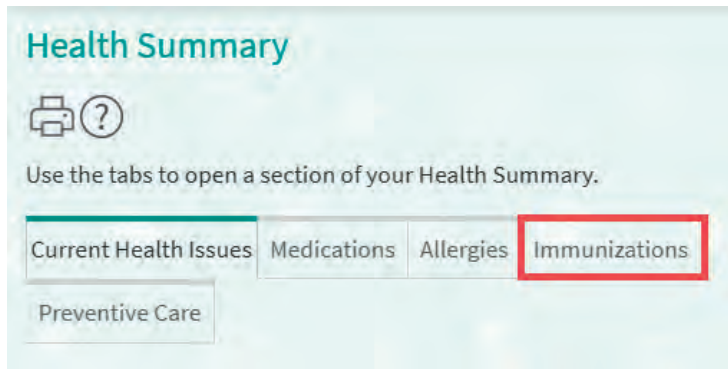 Health Summary
?
Use the tabs to open a section of your Health Summary.
Current Health Issues Medications Allergies Immunizations
Preventive Care